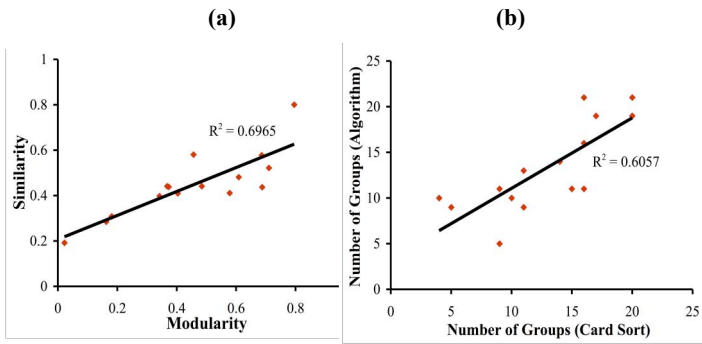 (a)
(b)
Similarity
1
0.8
0.6
0.4
0.2
0
R² = 0.6965
0
0.2
0.4
0.6
0.8
Modularity
Number of Groups (Algorithm)
25
20
15
10
5
0
R² = 0.6057
0
5
10
15
20
25
Number of Groups (Card Sort)